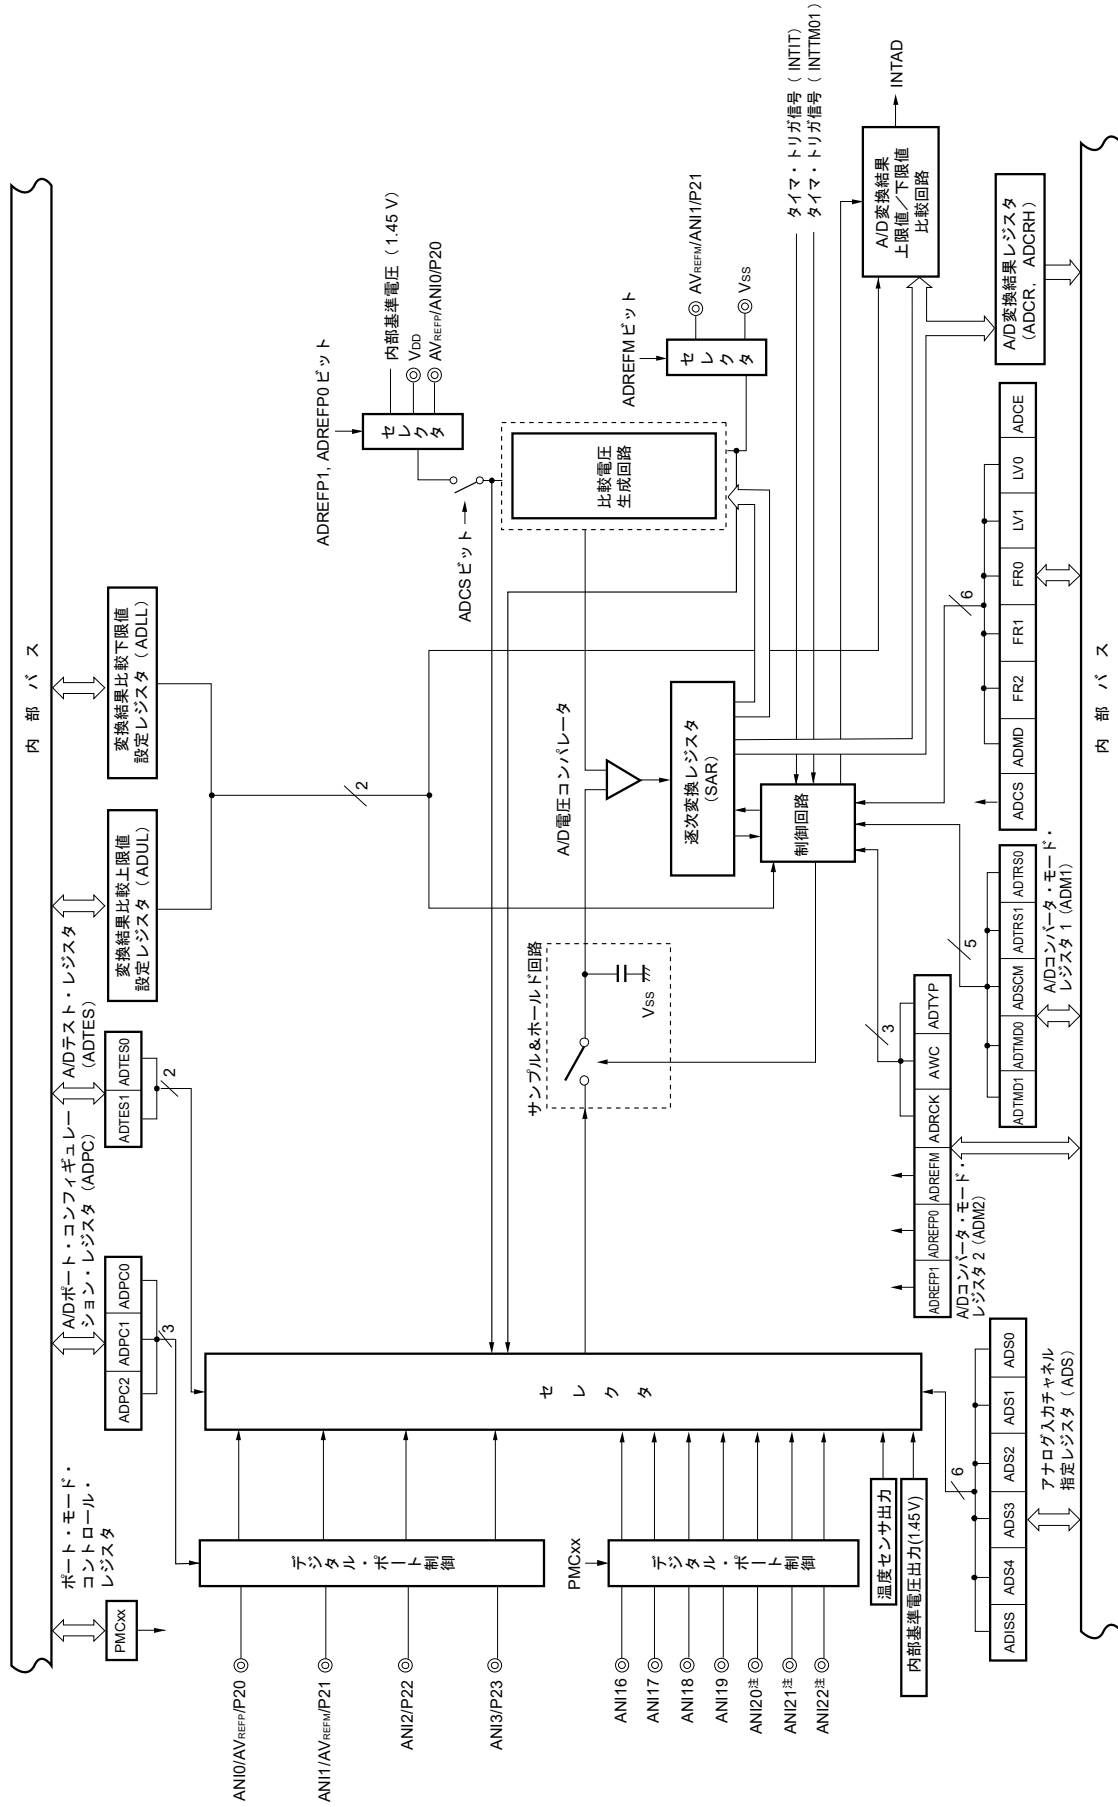 内 部 バ ス
ポート・モード・
コントロール・
レジスタ
PMCxx
A/Dポート・コンフィギュレー
ション・レジスタ（ADPC）
ADPC2
ADPC1
ADPC0
3
A/Dテスト・レジスタ
（ADTES）
ADTES1
ADTES0
2
変換結果比較上限値
設定レジスタ（ADUL）
変換結果比較下限値
設定レジスタ（ADLL）
2
ADREFP1, ADREFP0ビット
セレクタ
内部基準電圧（1.45 V）
VDD
AVREFP/ANI0/P20
ADCSビット
比較電圧
生成回路
ADREFMビット
セレクタ
AVREFM/ANI1/P21
VSS
ANI0/AVREFP/P20
ANI1/AVREFM/P21
ANI2/P22
ANI3/P23
デジタル・ポート制御
セレクタ
サンプル&ホールド回路
VSS
A/D電圧コンパレータ
逐次変換レジスタ
（SAR）
制御回路
タイマ・トリガ信号（INTIT）
タイマ・トリガ信号（INTTM01）
A/D変換結果
上限値／下限値
比較回路
INTAD
ANI16
ANI17
ANI18
ANI19
ANI20注
ANI21注
ANI22注
PMCxx
デジタル・ポート制御
温度センサ出力
内部基準電圧出力(1.45V)
6
ADISS
ADS4
ADS3
ADS2
ADS1
ADS0
アナログ入力チャネル
指定レジスタ（ADS）
3
ADREFP1
ADREFP0
ADREFM
ADRCK
AWC
ADTYP
A/Dコンバータ・モード・
レジスタ 2（ADM2）
5
ADTMD1
ADTMD0
ADSCM
ADTRS1
ADTRS0
A/Dコンバータ・モード・
レジスタ 1（ADM1）
6
ADCS
ADMD
FR2
FR1
FR0
LV1
LV0
ADCE
A/D変換結果レジスタ
（ADCR， ADCRH）
内 部 バ ス